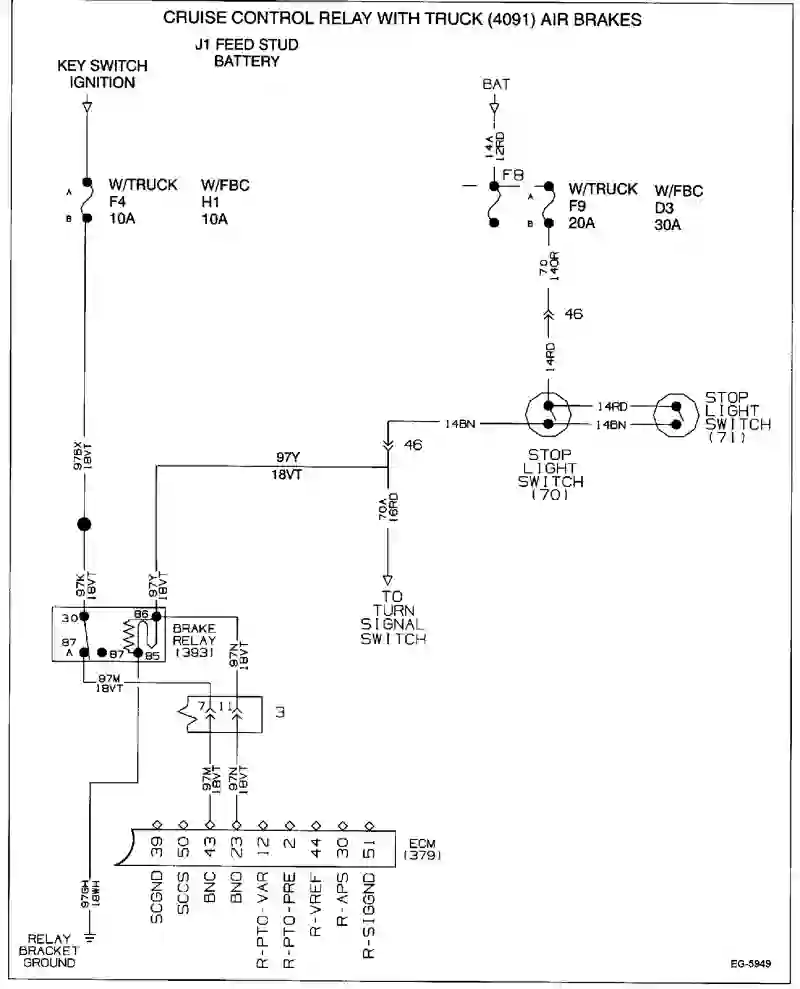 CRUISE CONTROL RELAY WITH TRUCK (4091) AIR BRAKES
J1 FEED STUD
BATTERY
KEY SWITCH
IGNITION
BAT
14A
12RD
F8
A
B
W/TRUCK
F4
10A
W/FBC
H1
10A
A
B
W/TRUCK
F9
20A
W/FBC
D3
30A
70
14OR
46
14RD
14RD
14BN
STOP
LIGHT
SWITCH
(71)
14BN
46
STOP
LIGHT
SWITCH
(70)
97BX
18VT
97Y
18VT
70A
16RD
TO
TURN
SIGNAL
SWITCH
97K
18VT
97Y
18VT
30
86
87
A
87
85
BRAKE
RELAY
(393)
97N
18VT
97M
18VT
7
11
3
97M
18VT
97N
18VT
39
50
43
23
12
2
44
30
51
ECM
(379)
SCGND
SCCS
BNC
BNO
R-PTO-VAR
R-PTO-PRE
R-VREF
R-APS
R-SIGGND
97GH
18WH
RELAY
BRACKET
GROUND
EG-5949